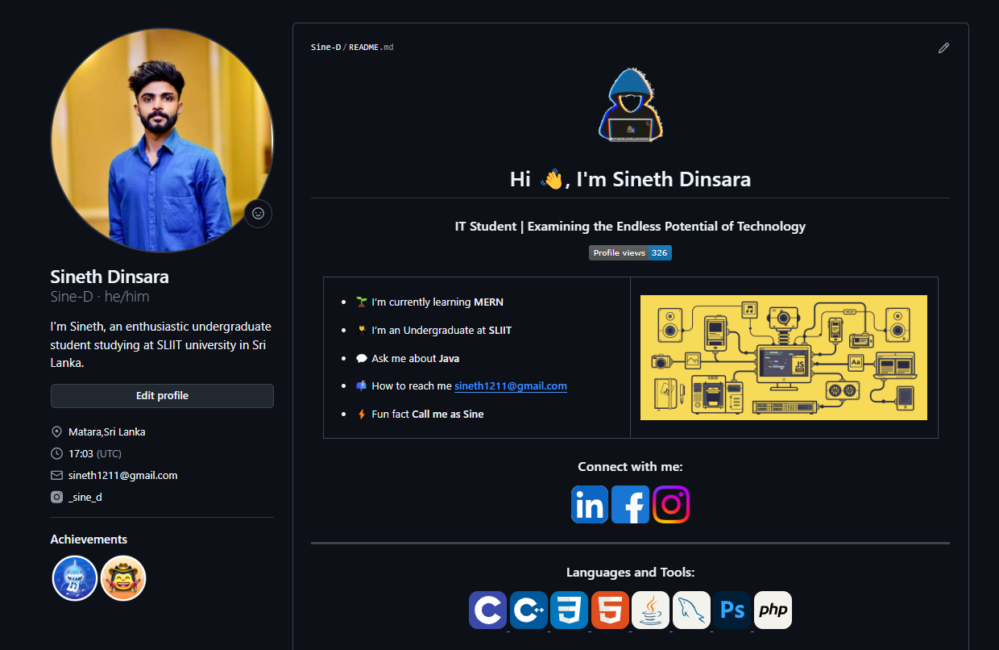 Sine-D/README.md
Hi 👋, I'm Sineth Dinsara
IT Student | Examining the Endless Potential of Technology
Profile views 326
🌱 I'm currently learning MERN
I'm an Undergraduate at SLIIT
💬 Ask me about Java
📫 How to reach me sineth1211@gmail.com
⚡ Fun fact Call me as Sine
JS
Aa
Connect with me:
in
f
Languages and Tools:
C
C++
3
5
Java
Ps
php
Sineth Dinsara
Sine-D · he/him
I'm Sineth, an enthusiastic undergraduate
student studying at SLIIT university in Sri
Lanka.
Edit profile
Matara,Sri Lanka
17:03 (UTC)
sineth1211@gmail.com
_sine_d
Achievements